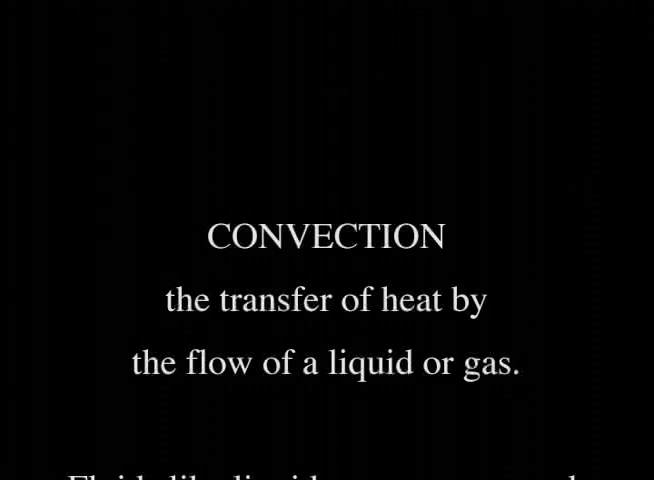 CONVECTION
the transfer of heat by
the flow of a liquid or gas.